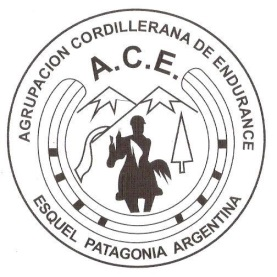 AGRUPACION CORDILLERANA DE ENDURANCE
A.C.E.
ESQUEL PATAGONIA ARGENTINA